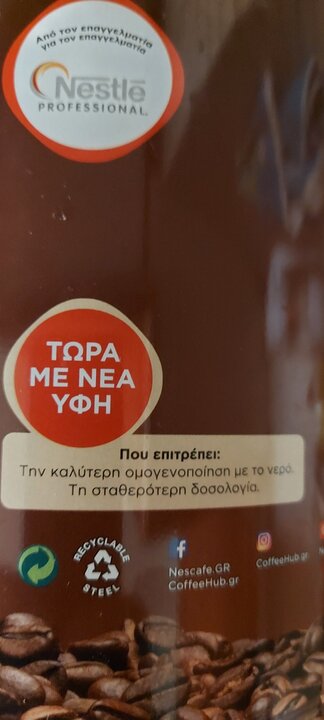 Από τον επαγγελματία
για τον επαγγελματία
Nestlē
PROFESSIONAL.
ΤΩΡΑ
ΜΕ ΝΕΑ
ΥΦΗ
Που επιτρέπει:
Την καλύτερη ομογενοποίηση με το νερό.
Τη σταθερότερη δοσολογία.
RECYCLABLE
STEEL
Nescafe.GR
CoffeeHub.gr
CoffeeHub.gr